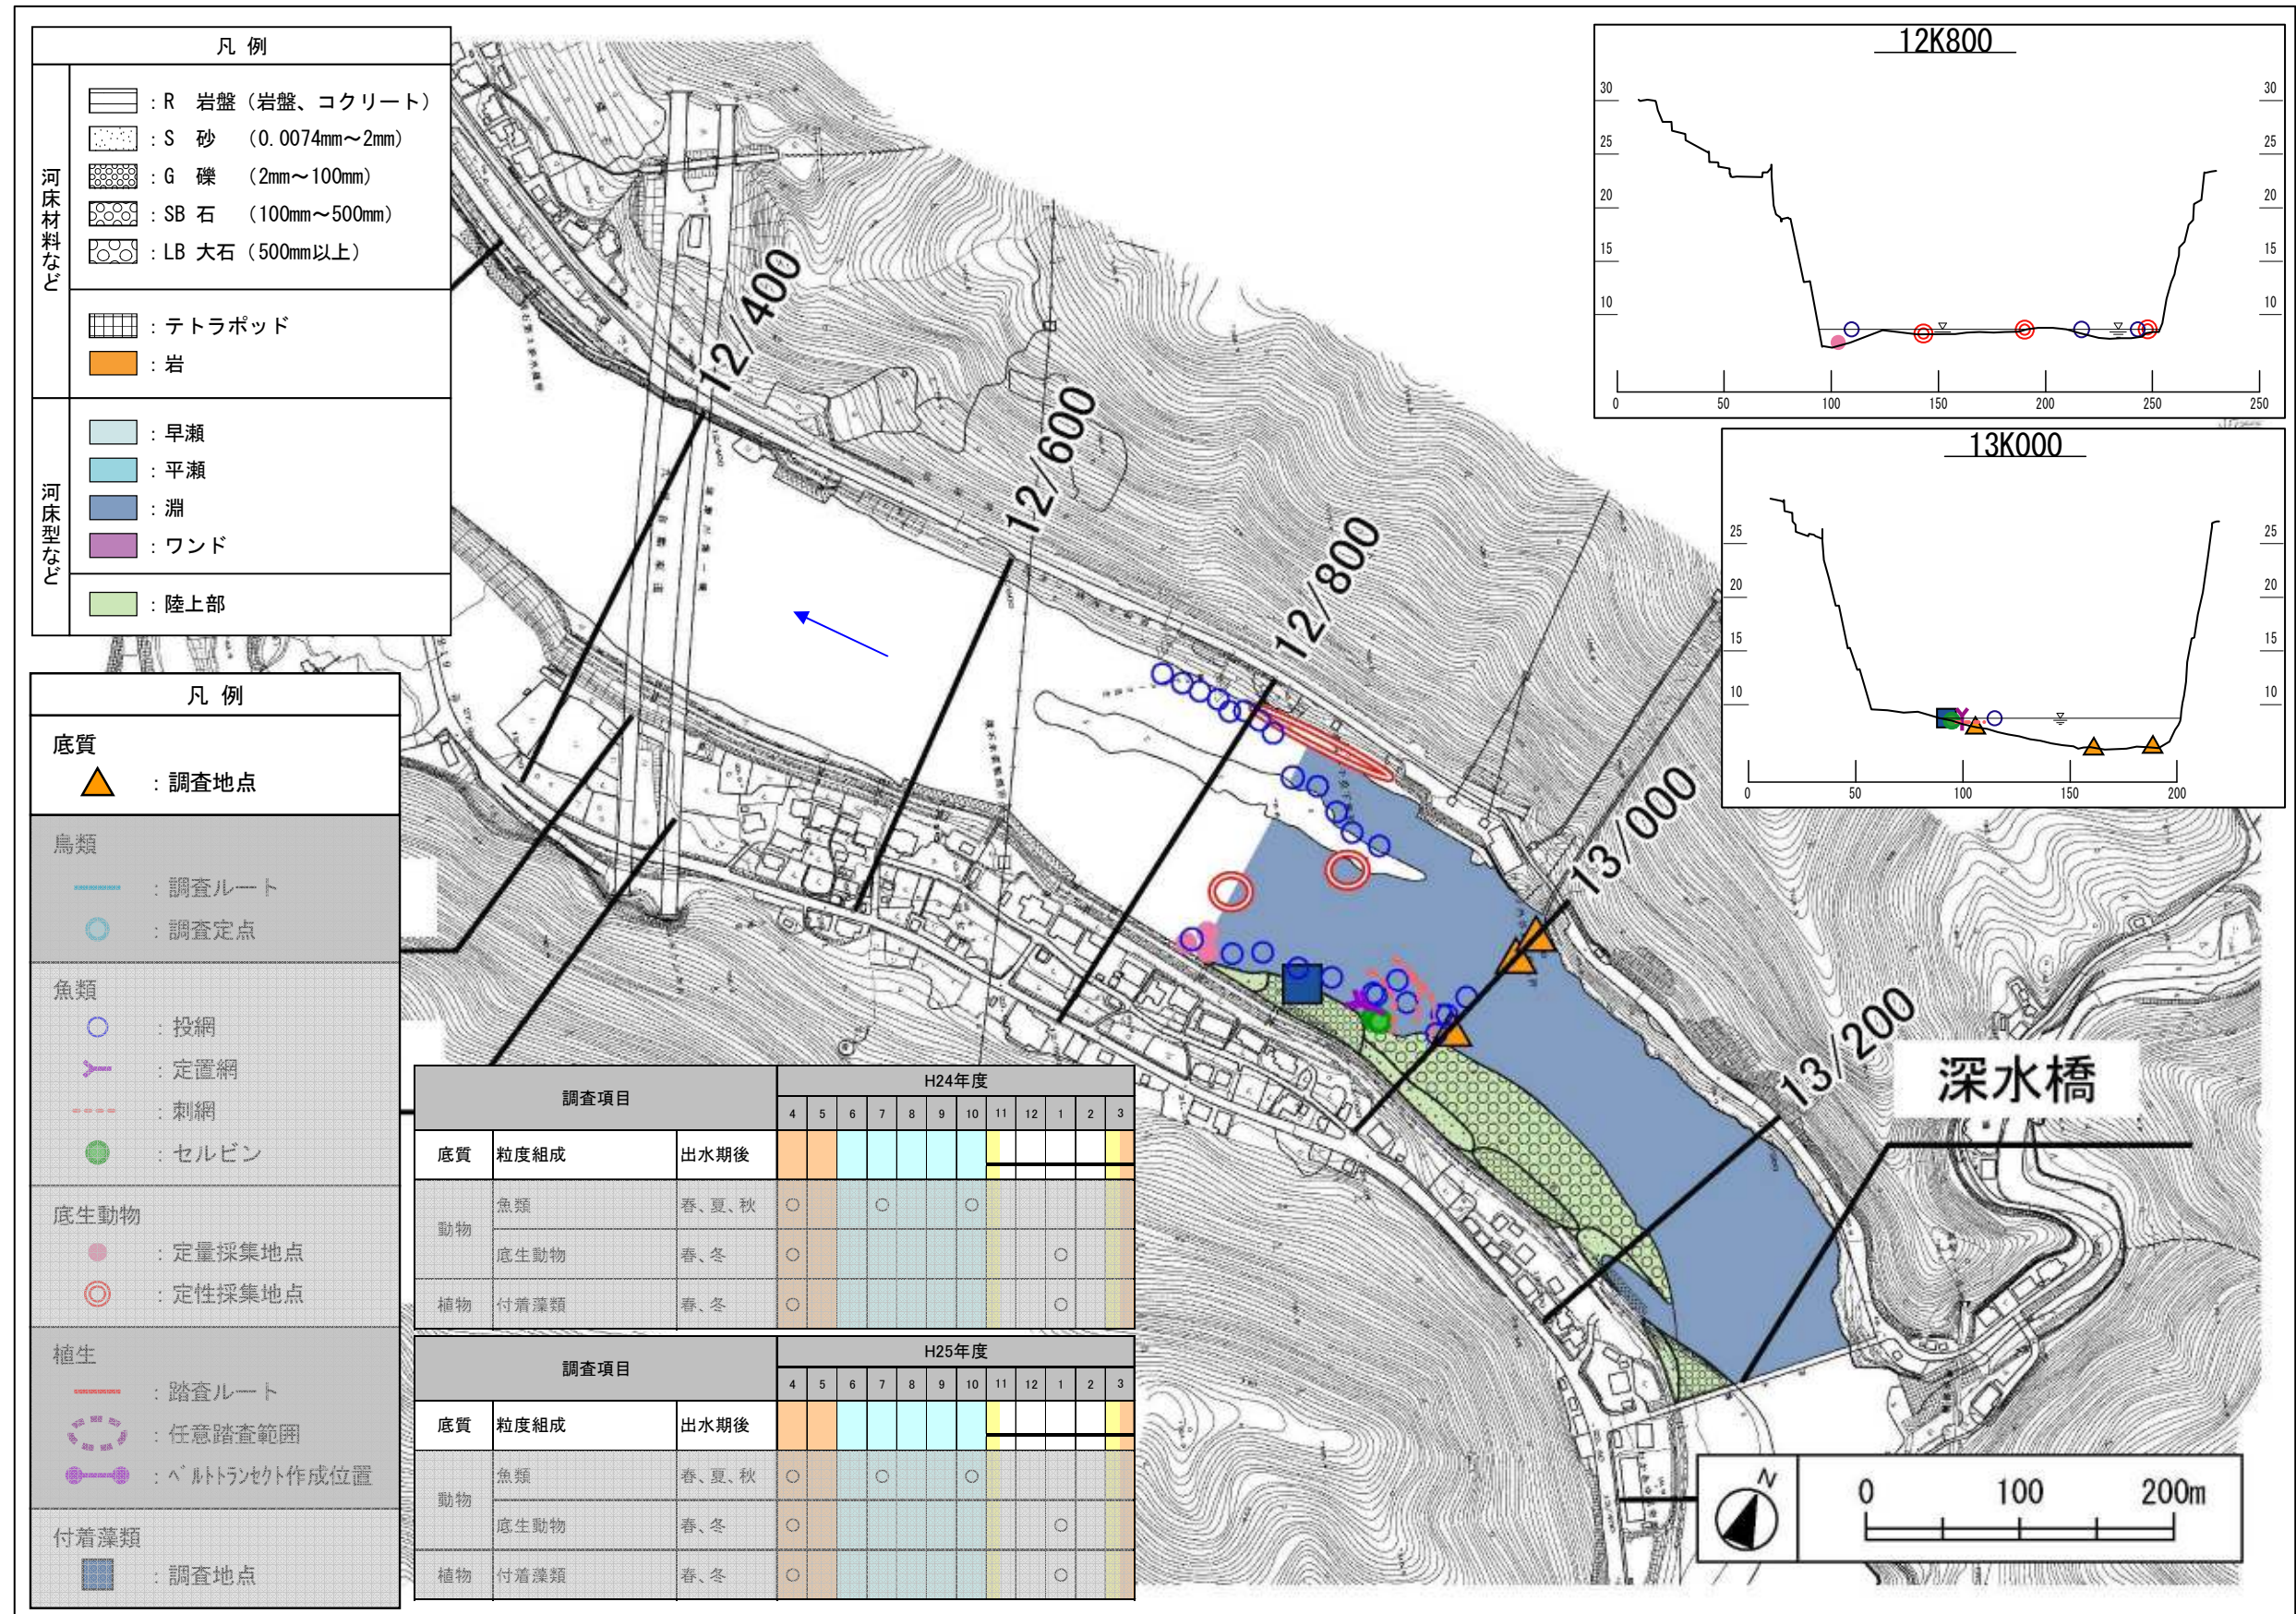 凡 例
河床材料など
: R 岩盤（岩盤、コクリート）
: S 砂 （0.0074mm～2mm）
: G 礫 （2mm～100mm）
: SB 石 （100mm～500mm）
: LB 大石（500mm以上）
: テトラポッド
: 岩
河床型など
: 早瀬
: 平瀬
: 淵
: ワンド
: 陸上部
凡 例
底質
: 調査地点
鳥類
: 調査ルート
: 調査定点
魚類
: 投網
: 定置網
: 刺網
: セルビン
底生動物
: 定量採集地点
: 定性採集地点
植生
: 踏査ルート
: 任意踏査範囲
: ﾍﾞﾙﾄﾄﾗﾝｾｸﾄ作成位置
付着藻類
: 調査地点
12/400
12/600
12/800
13/000
13/200
深水橋
12K800
30 30
25 25
20 20
15 15
10 10
0 50 100 150 200 250 250
13K000
25 25
20 20
15 15
10 10
0 50 100 150 200
調査項目 H24年度
4 5 6 7 8 9 10 11 12 1 2 3
底質 粒度組成 出水期後
動物 魚類 春、夏、秋 ○ ○ ○
底生動物 春、冬 ○ ○
植物 付着藻類 春、冬 ○ ○
調査項目 H25年度
4 5 6 7 8 9 10 11 12 1 2 3
底質 粒度組成 出水期後
動物 魚類 春、夏、秋 ○ ○ ○
底生動物 春、冬 ○ ○
植物 付着藻類 春、冬 ○ ○
N
0 100 200m